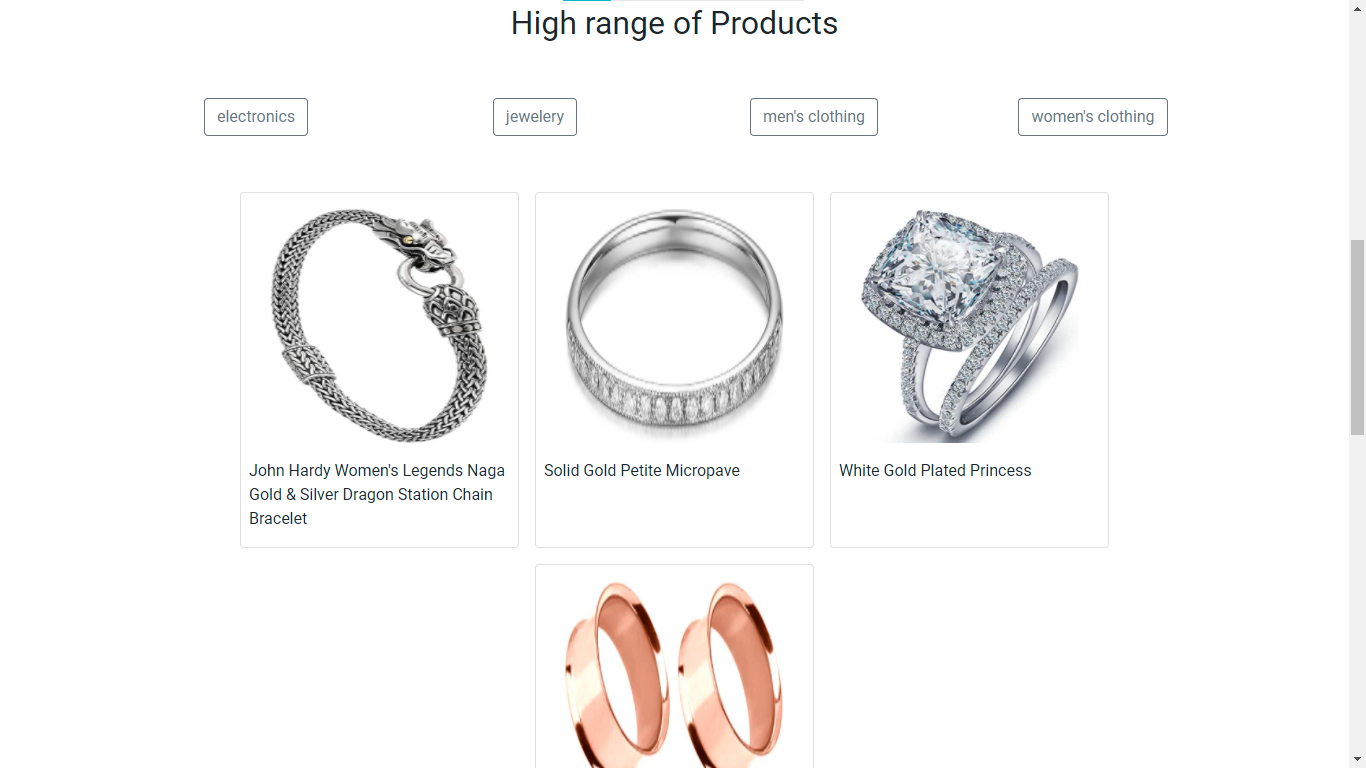 High range of Products
electronics
jewelery
men's clothing
women's clothing
John Hardy Women's Legends Naga
Gold & Silver Dragon Station Chain
Bracelet
Solid Gold Petite Micropave
White Gold Plated Princess